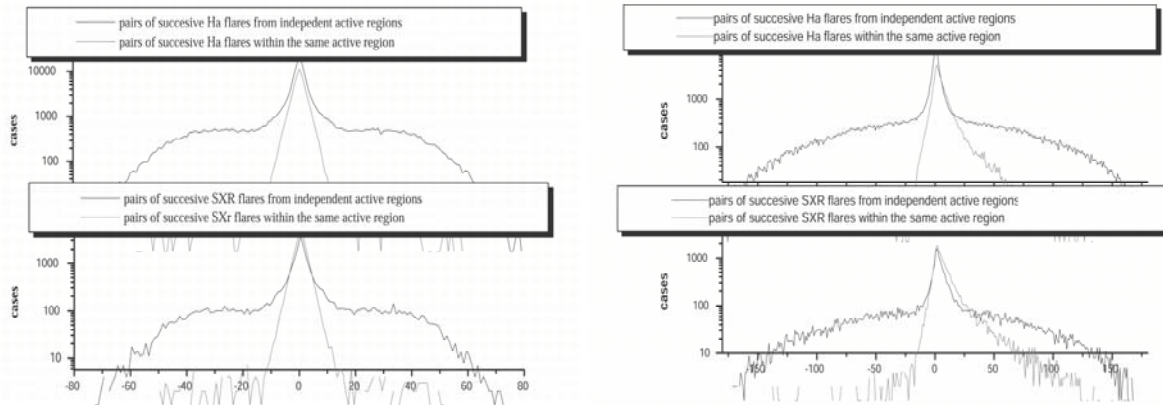 pairs of succesive Ha flares from indepedent active regions
pairs of succesive Ha flares within the same active region
10000
1000
100
cases
pairs of succesive SXR flares from independent active regions
pairs of succesive SXr flares within the same active region
1000
100
10
cases
-80 -60 -40 -20 0 20 40 60 80
pairs of succesive Ha flares from independent active regions
pairs of succesive Ha flares within the same active region
1000
100
cases
pairs of succesive SXR flares from independent active regions
pairs of succesive SXR flares within the same active region
1000
100
10
cases
-150 -100 -50 0 50 100 150